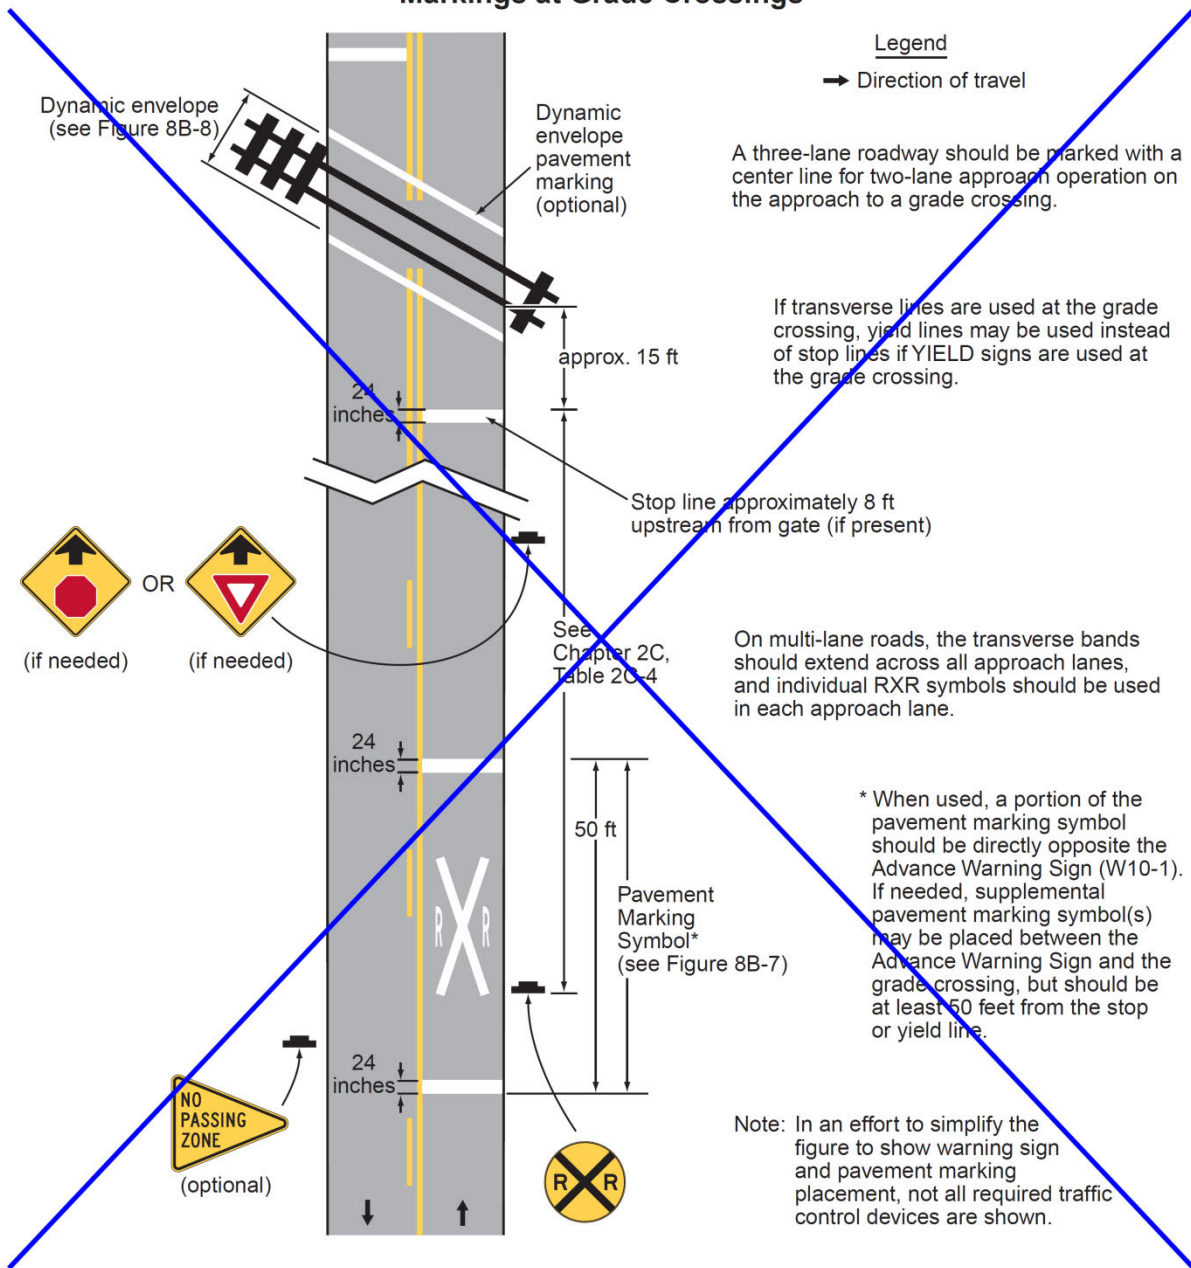 Markings at Grade Crossings
Legend
Direction of travel
Dynamic envelope
(see Figure 8B-8)
Dynamic
envelope
pavement
marking
(optional)
A three-lane roadway should be marked with a
center line for two-lane approach operation on
the approach to a grade crossing.
If transverse lines are used at the grade
crossing, yield lines may be used instead
of stop lines if YIELD signs are used at
the grade crossing.
approx. 15 ft
24
inches
Stop line approximately 8 ft
upstream from gate (if present)
OR
(if needed)
(if needed)
See
Chapter 2C,
Table 2C-4
On multi-lane roads, the transverse bands
should extend across all approach lanes,
and individual RXR symbols should be used
in each approach lane.
24
inches
50 ft
* When used, a portion of the
pavement marking symbol
should be directly opposite the
Advance Warning Sign (W10-1).
If needed, supplemental
pavement marking symbol(s)
may be placed between the
Advance Warning Sign and the
grade crossing, but should be
at least 50 feet from the stop
or yield line.
R R
Pavement
Marking
Symbol*
(see Figure 8B-7)
24
inches
NO
PASSING
ZONE
(optional)
R R
Note: In an effort to simplify the
figure to show warning sign
and pavement marking
placement, not all required traffic
control devices are shown.